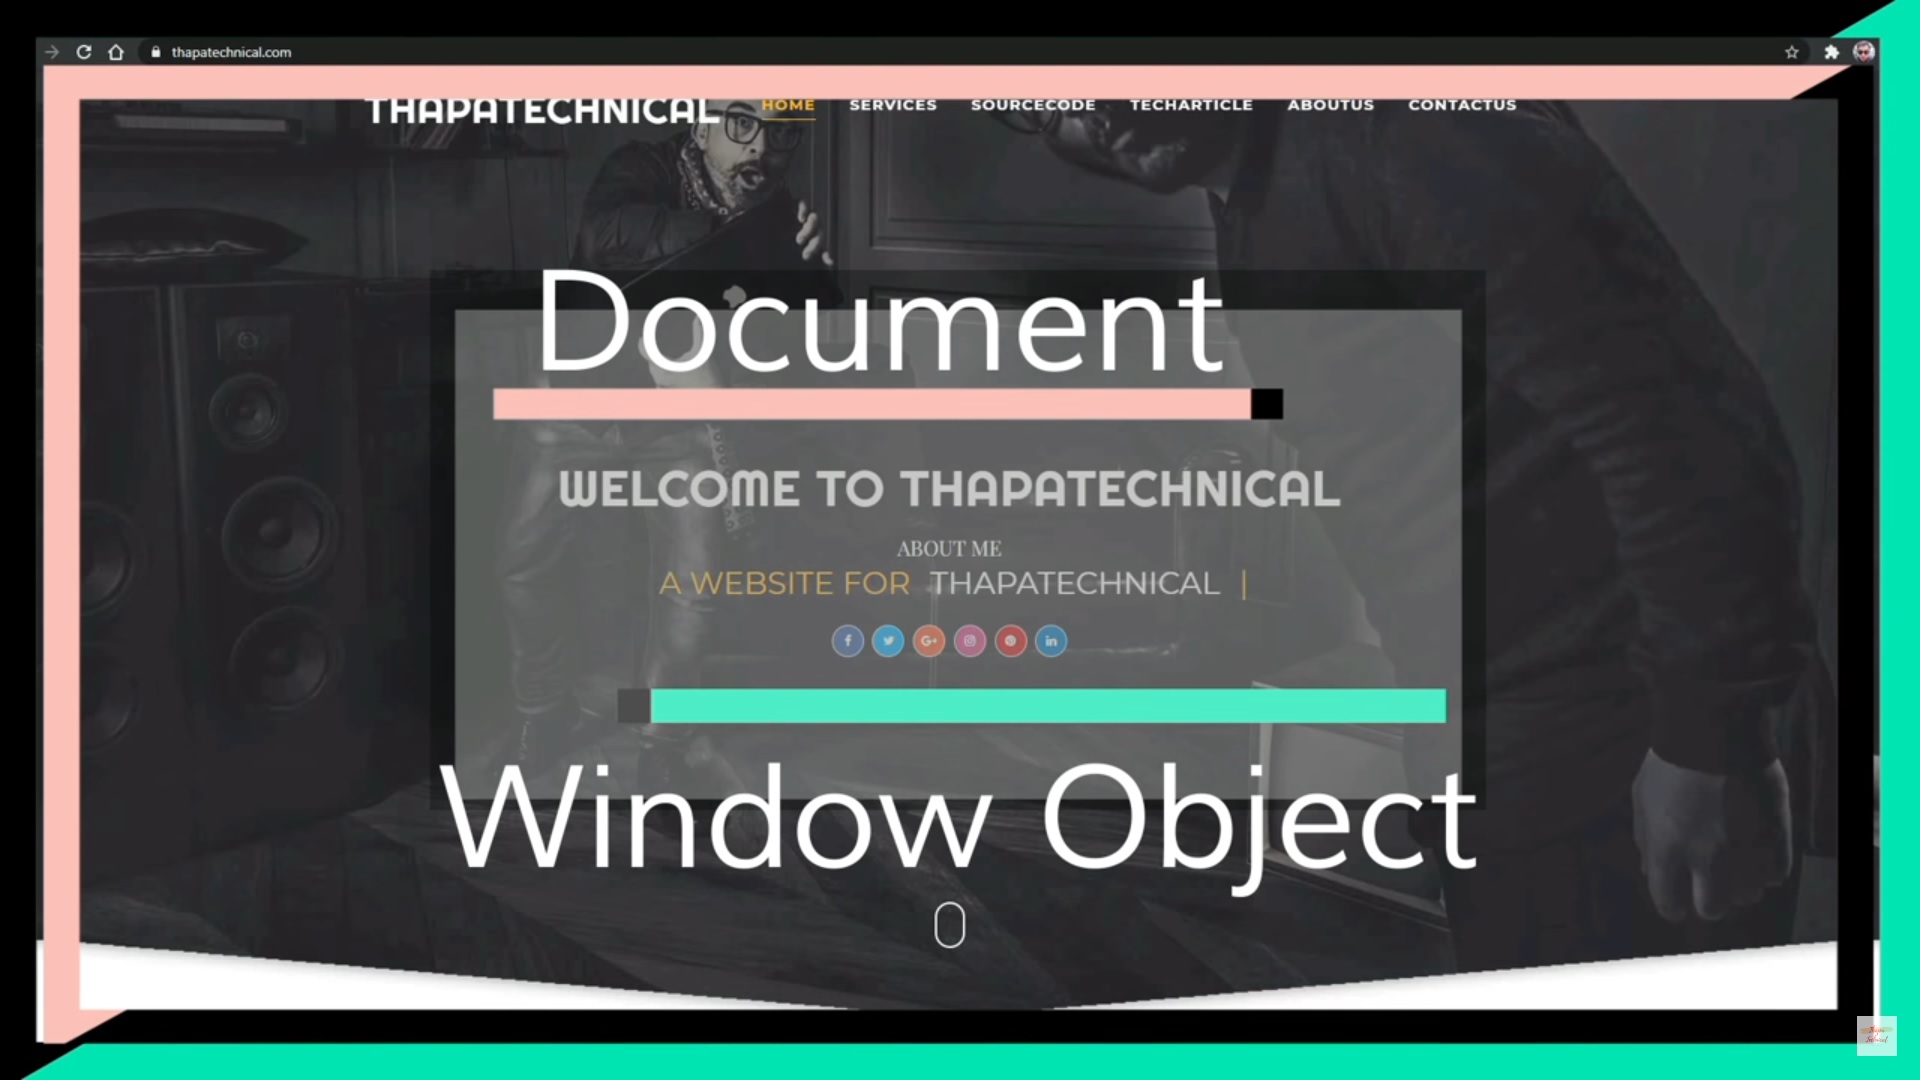 thapatechnical.com
THAPATECHNICAL HOME SERVICES SOURCECODE TECHARTICLE ABOUTUS CONTACTUS
Document
WELCOME TO THAPATECHNICAL
ABOUT ME
A WEBSITE FOR THAPATECHNICAL |
f G+ in
Window Object